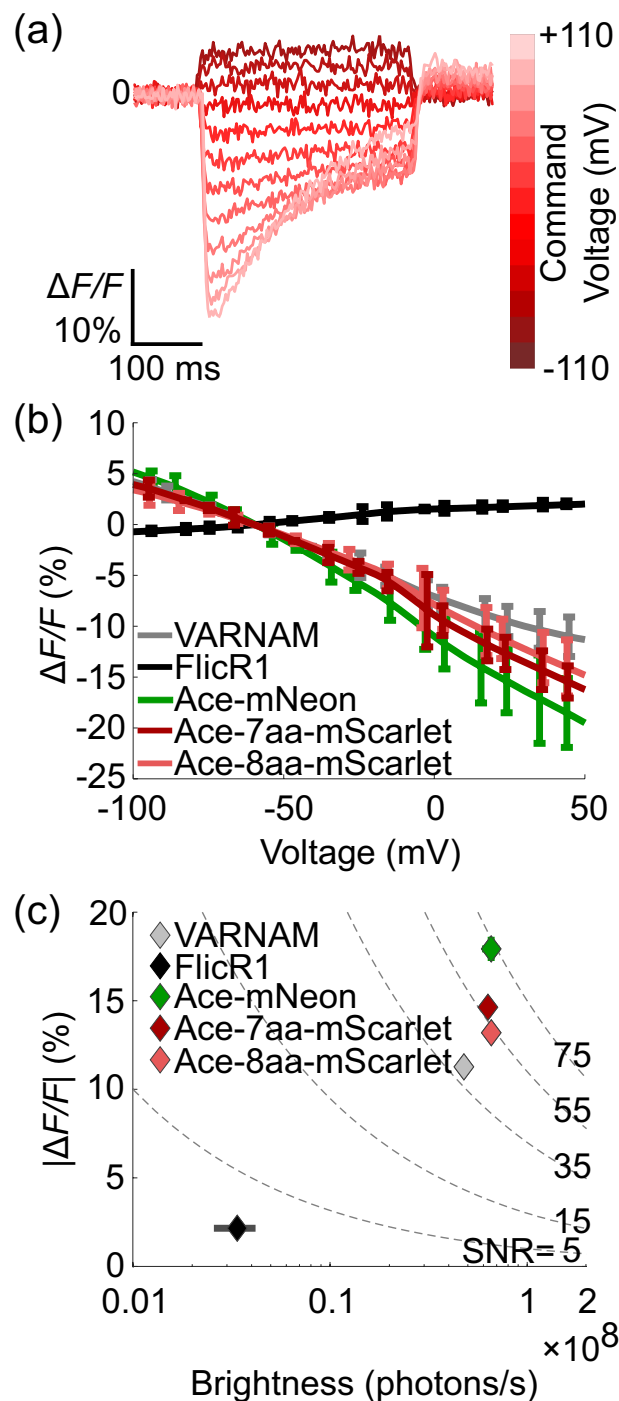 (a)
+110
0
Command
Voltage (mV)
ΔF/F
10%
100 ms
-110
(b)
10
5
0
-5
-10
-15
-20
-25
ΔF/F (%)
VARNAM
FlicR1
Ace-mNeon
Ace-7aa-mScarlet
Ace-8aa-mScarlet
-100
-50
0
50
Voltage (mV)
(c)
20
15
10
5
0
|ΔF/F| (%)
VARNAM
FlicR1
Ace-mNeon
Ace-7aa-mScarlet
Ace-8aa-mScarlet
75
55
35
15
SNR= 5
0.01
0.1
1
2
×10⁸
Brightness (photons/s)